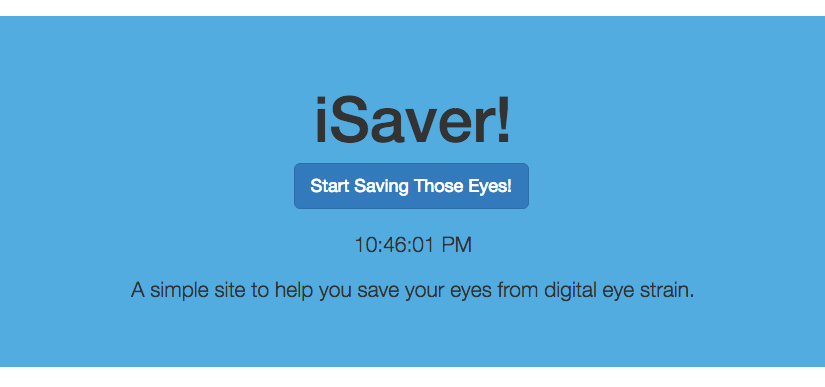 iSaver!
Start Saving Those Eyes!
10:46:01 PM
A simple site to help you save your eyes from digital eye strain.